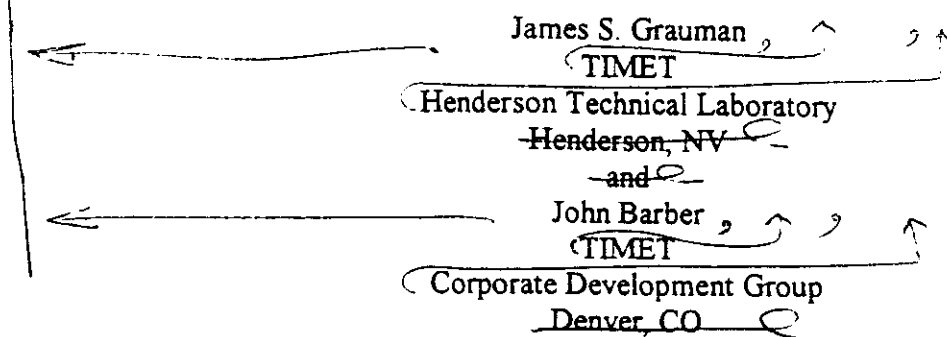 James S. Grauman , ^ , ^
TIMET
Henderson Technical Laboratory
Henderson, NV
and
John Barber , ^ , ^
TIMET
Corporate Development Group
Denver, CO